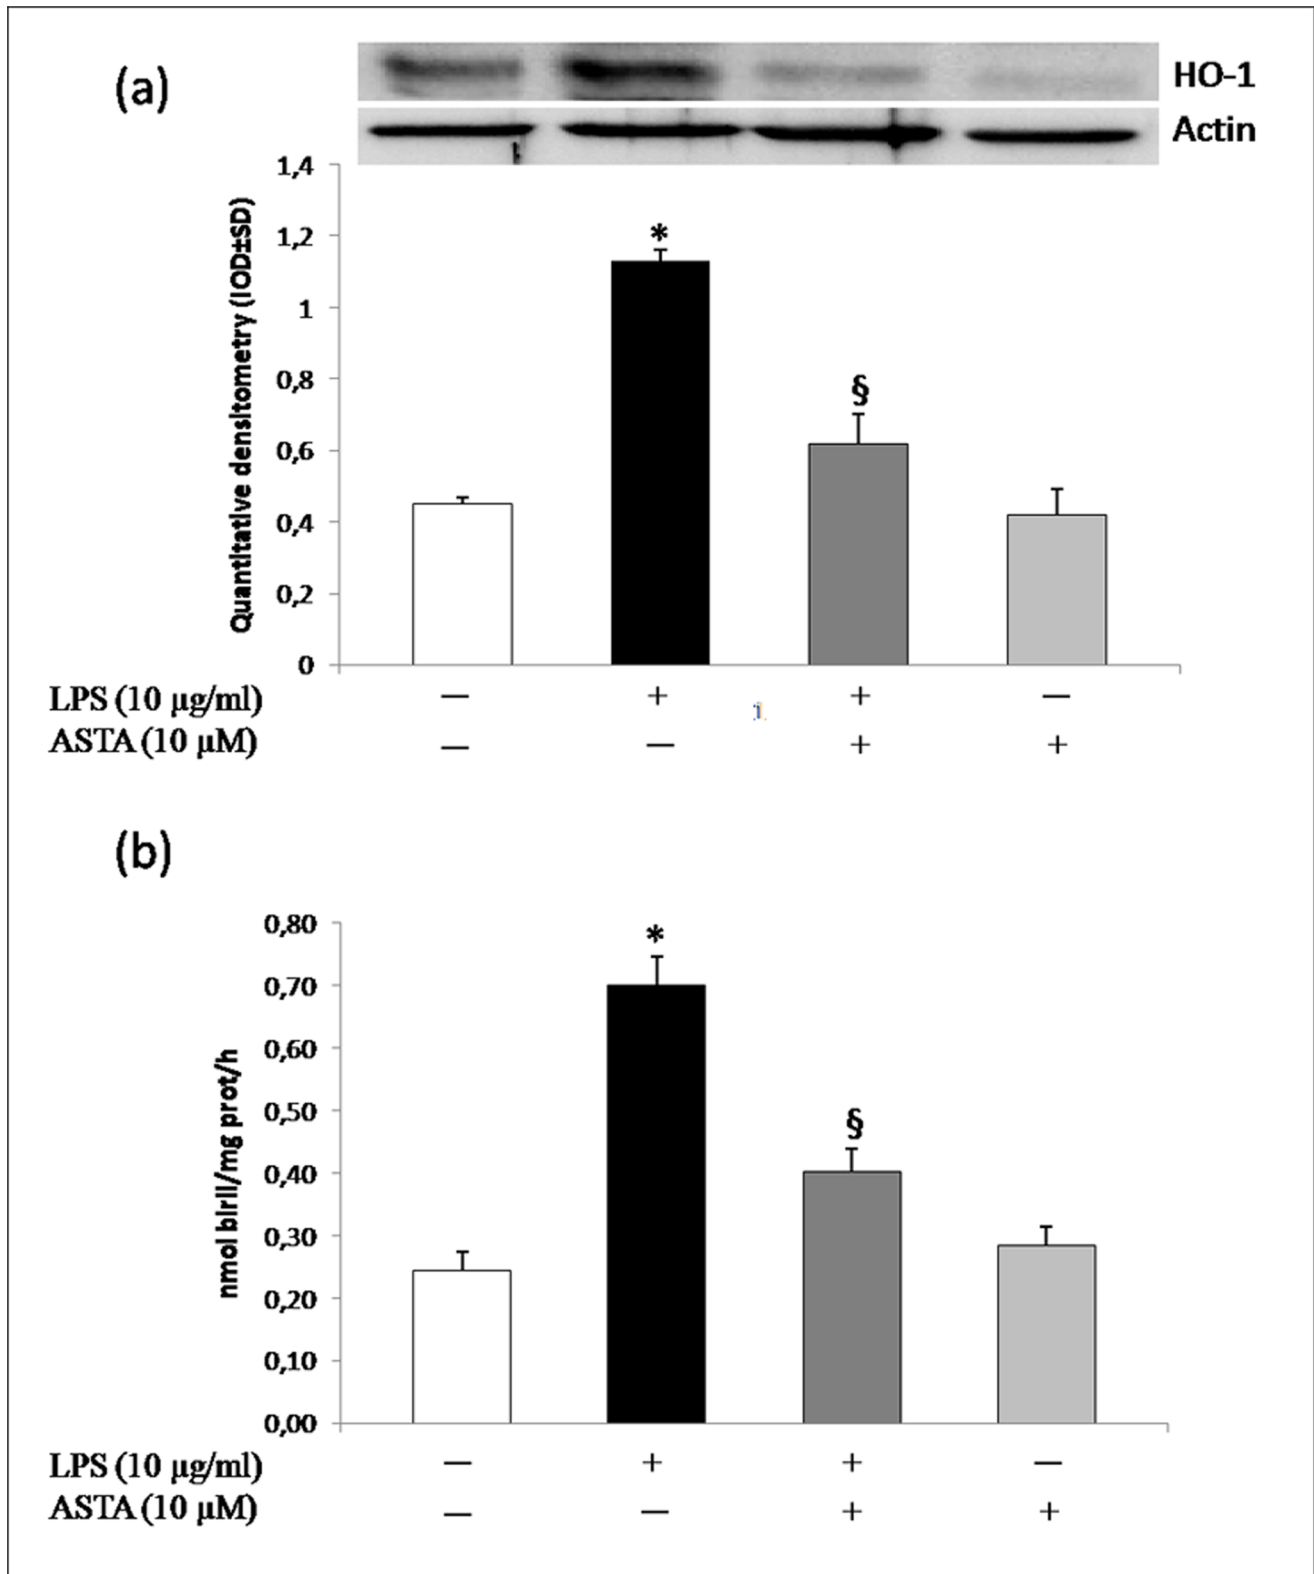 (a)
HO-1
Actin
Quantitative densitometry (IOD±SD)
1,4
1,2
*
1
0,8
§
0,6
0,4
0,2
0
LPS (10 µg/ml) — + + —
ASTA (10 µM) — — + +
(b)
nmol birli/mg prot/h
0,80
*
0,70
0,60
0,50
§
0,40
0,30
0,20
0,10
0,00
LPS (10 µg/ml) — + + —
ASTA (10 µM) — — + +